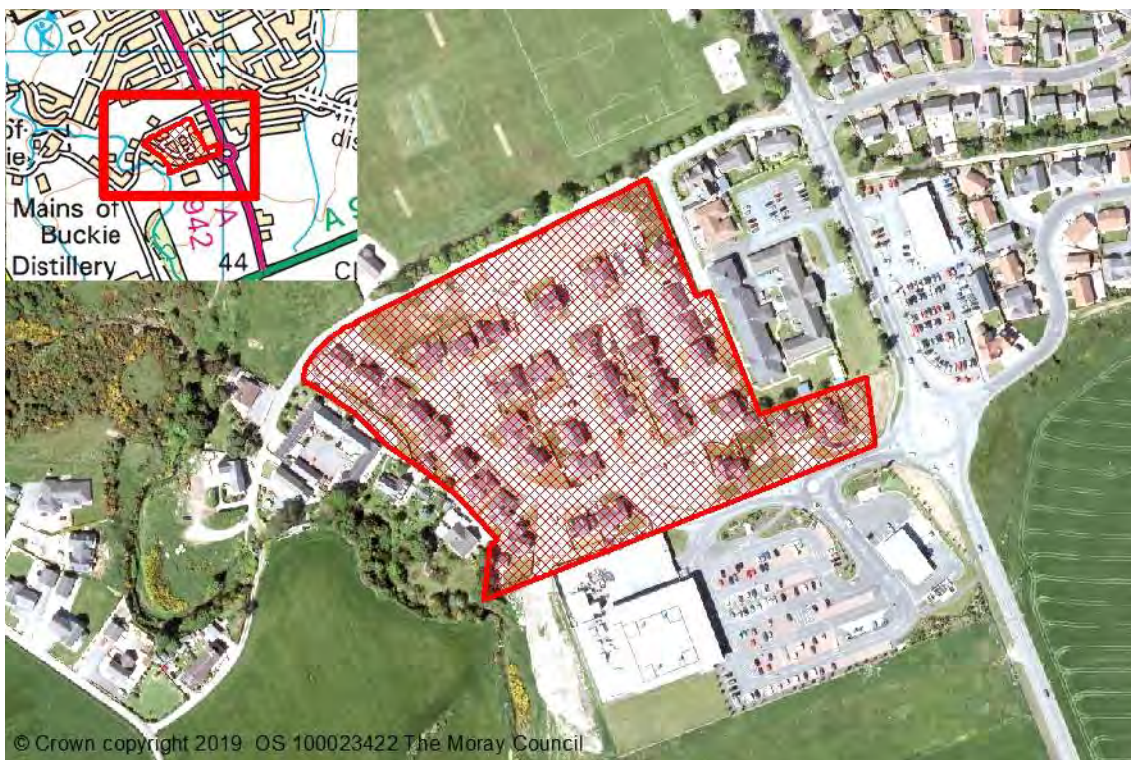 Mains of
Buckie
Distillery
A
942
44
© Crown copyright 2019 OS 100023422 The Moray Council